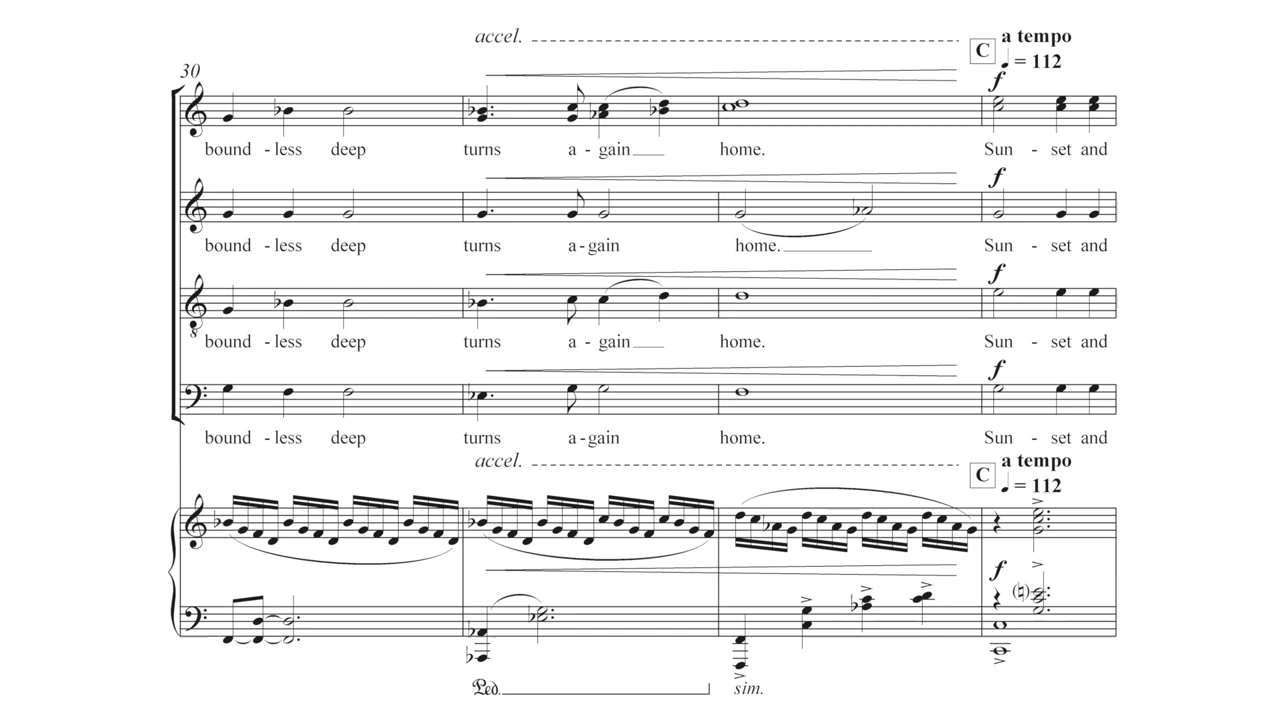 accel.
C a tempo
♩ = 112
30
f
bound - less deep turns a - gain home. Sun - set and
f
bound - less deep turns a - gain home. Sun - set and
f
8
bound - less deep turns a - gain home. Sun - set and
f
bound - less deep turns a - gain home. Sun - set and
accel.
C a tempo
♩ = 112
f
Ped. sim.